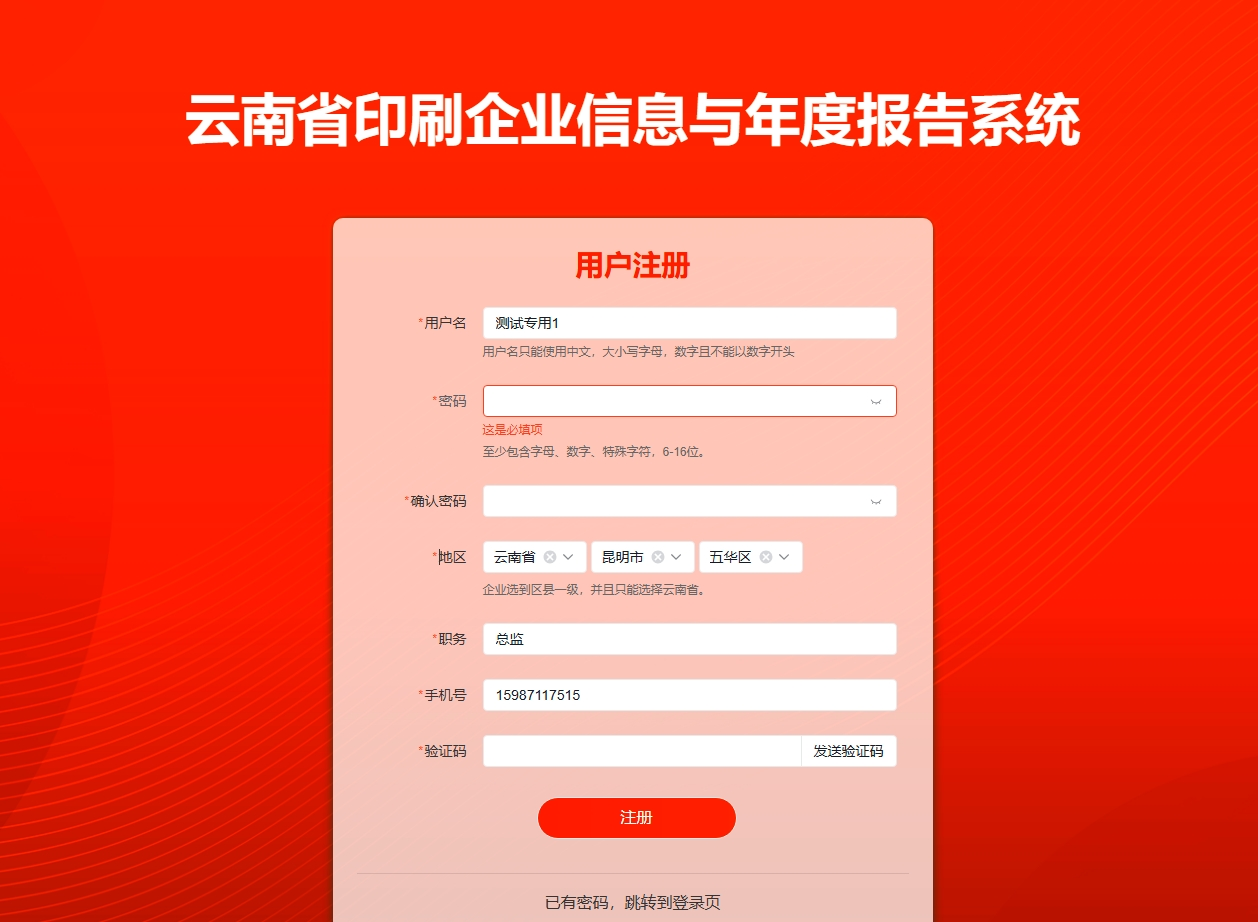 云南省印刷企业信息与年度报告系统
用户注册
*用户名 测试专用1
用户名只能使用中文，大小写字母，数字且不能以数字开头
*密码
这是必填项
至少包含字母、数字、特殊字符，6-16位。
*确认密码
*地区 云南省 昆明市 五华区
企业选到区县一级，并且只能选择云南省。
*职务 总监
*手机号 15987117515
*验证码 发送验证码
注册
已有密码，跳转到登录页